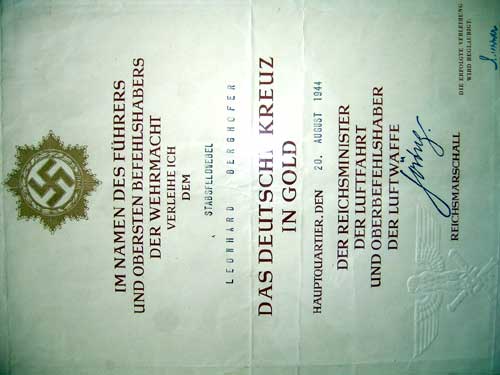 IM NAMEN DES FÜHRERS
UND OBERSTEN BEFEHLSHABERS
DER WEHRMACHT
VERLEIHE ICH
DEM
STABSFELDWEBEL
LEONHARD BERGHOFER
DAS DEUTSCHE KREUZ
IN GOLD
HAUPTQUARTIER, DEN 20. AUGUST 1944
DER REICHSMINISTER
DER LUFTFAHRT
UND OBERBEFEHLSHABER
DER LUFTWAFFE
Göring.
REICHSMARSCHALL
DIE ERFOLGTE VERLEIHUNG
WIRD BEGLAUBIGT: